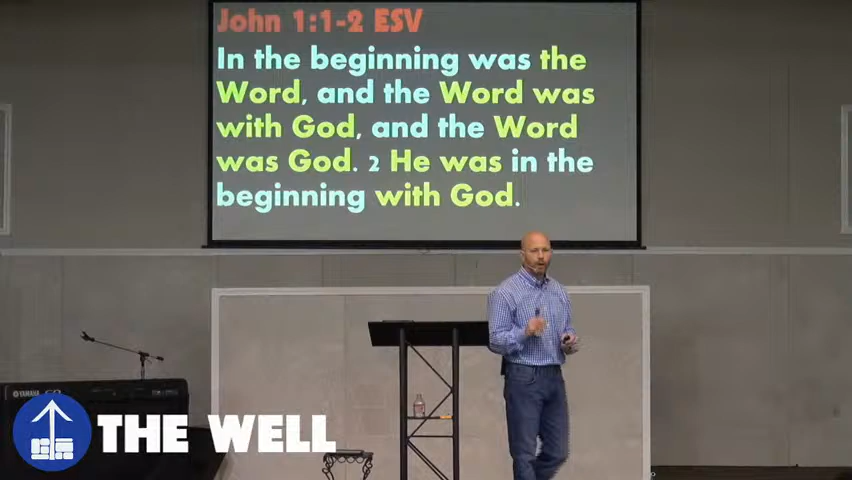 John 1:1-2 ESV
In the beginning was the
Word, and the Word was
with God, and the Word
was God. 2 He was in the
beginning with God.
YAMAHA
THE WELL